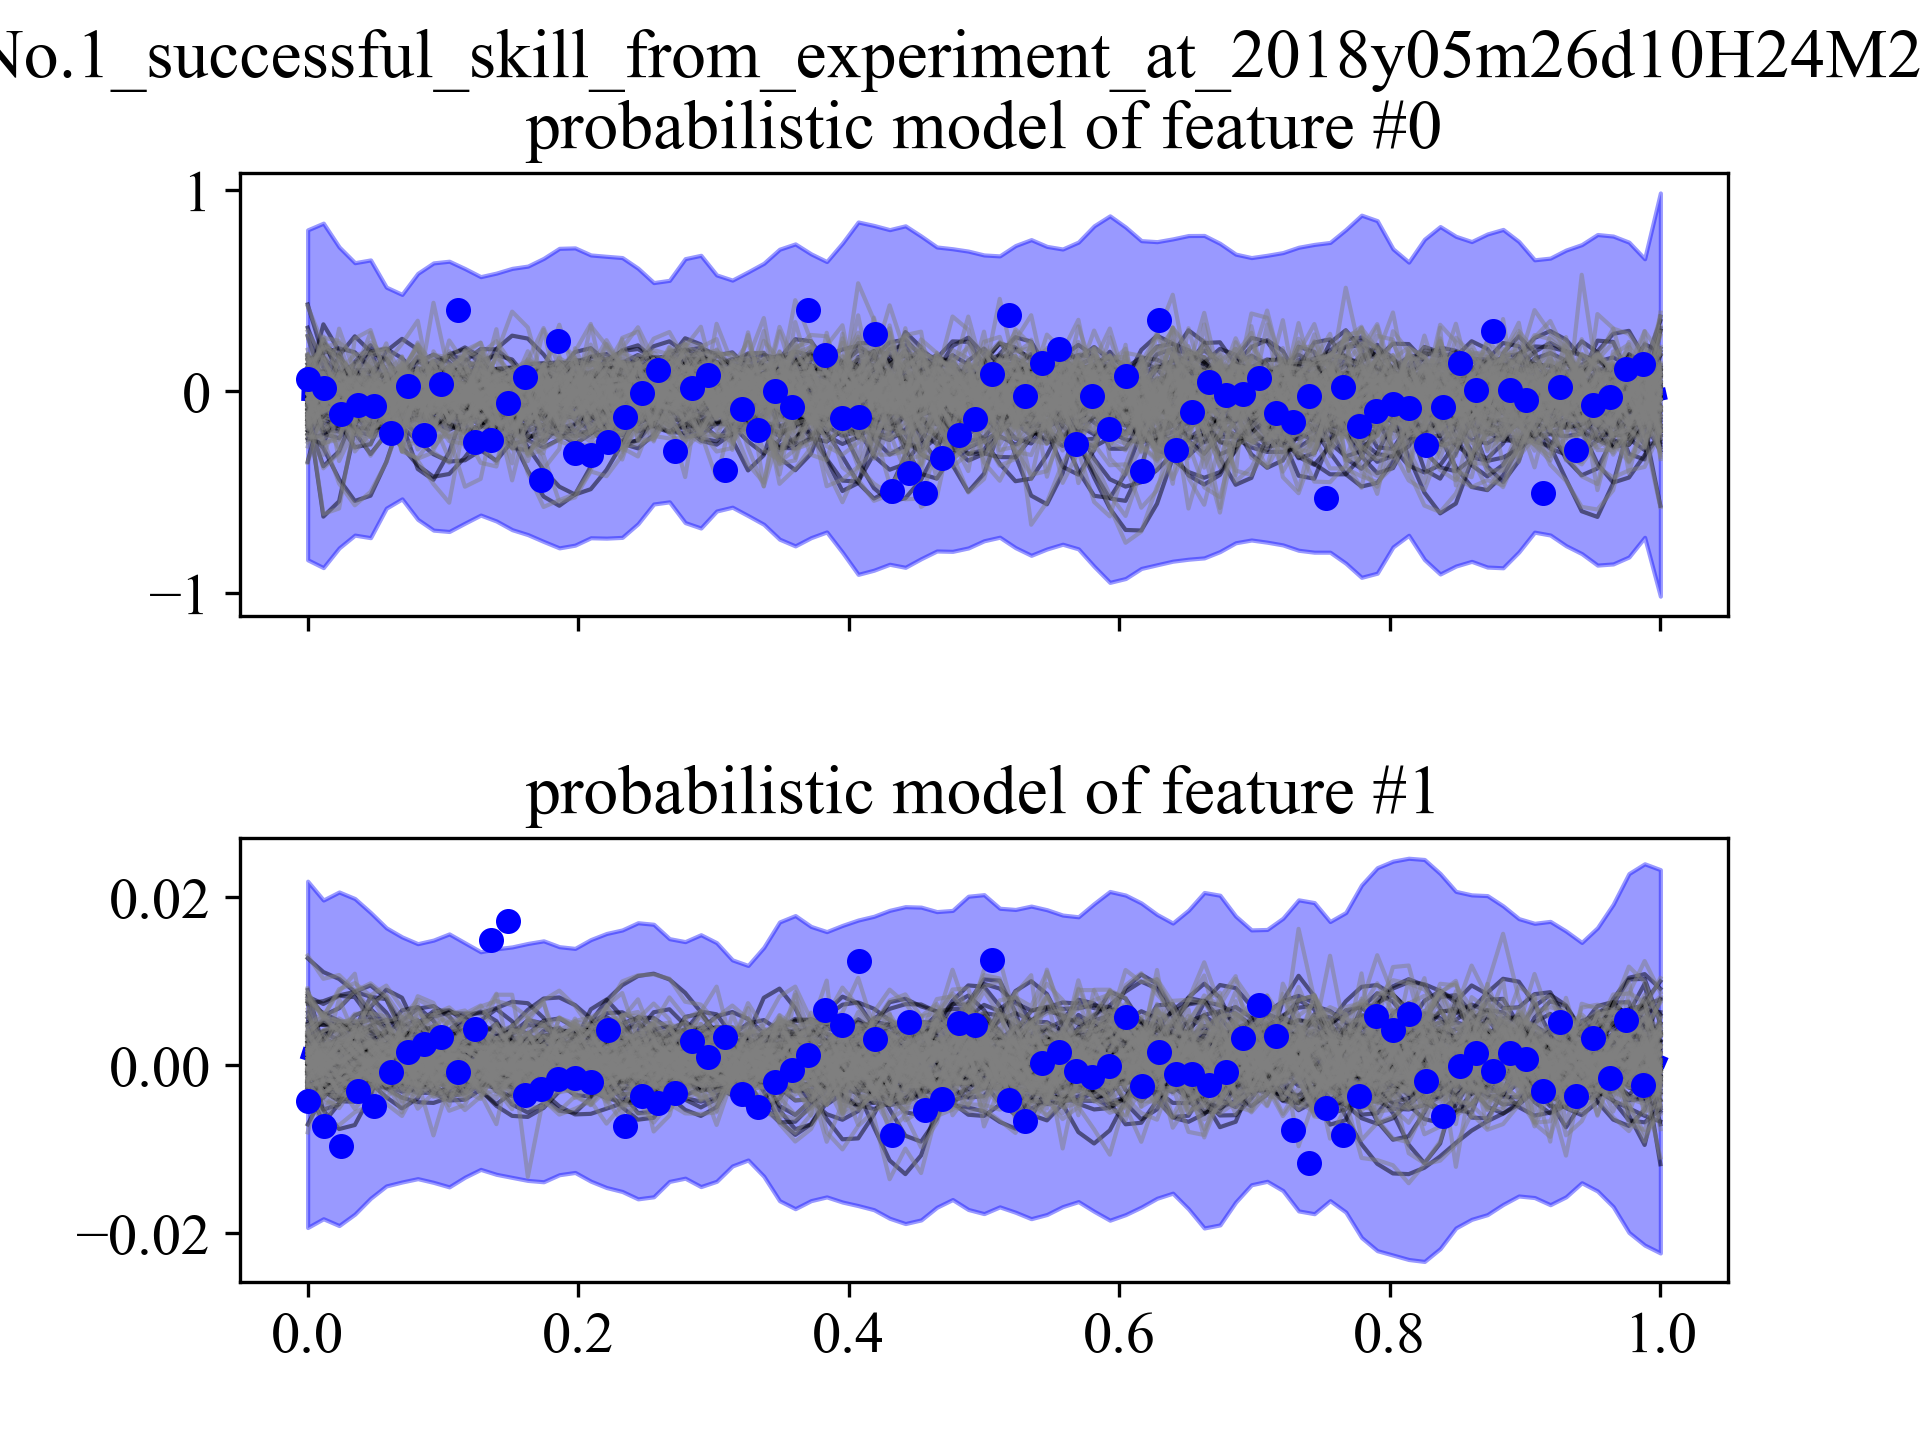 No.1_successful_skill_from_experiment_at_2018y05m26d10H24M2
probabilistic model of feature #0
1
0
−1
probabilistic model of feature #1
0.02
0.00
−0.02
0.0 0.2 0.4 0.6 0.8 1.0